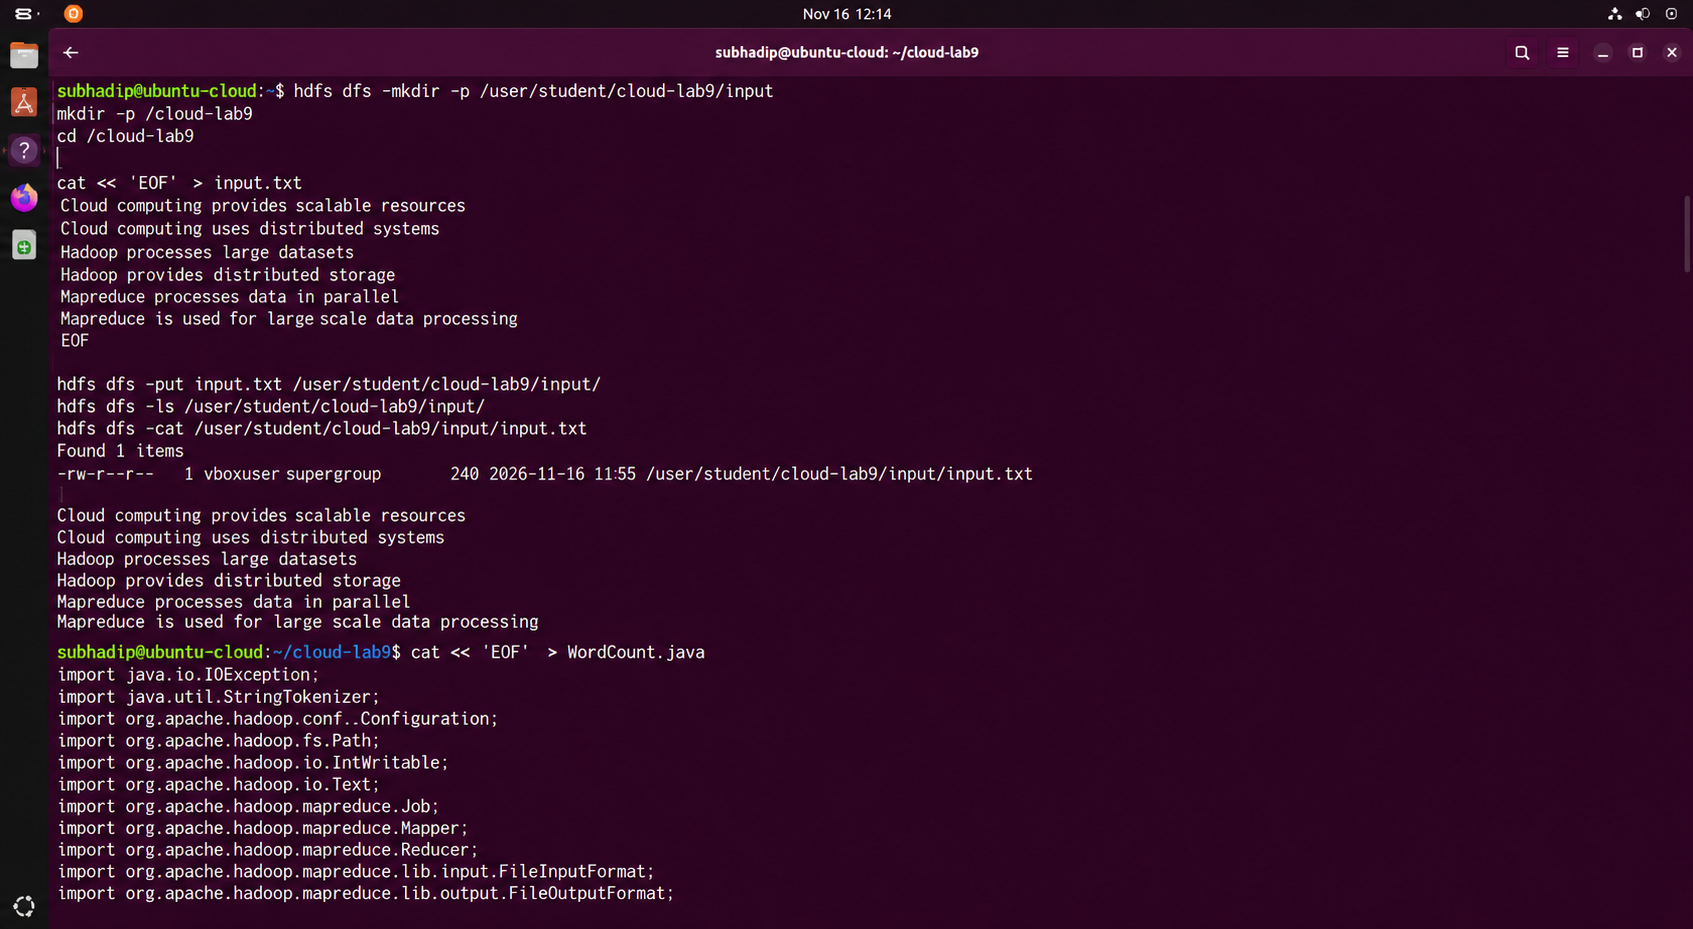 Nov 16 12:14
subhadip@ubuntu-cloud: ~/cloud-lab9
subhadip@ubuntu-cloud:~$ hdfs dfs -mkdir -p /user/student/cloud-lab9/input
mkdir -p /cloud-lab9
cd /cloud-lab9
cat << 'EOF' > input.txt
Cloud computing provides scalable resources
Cloud computing uses distributed systems
Hadoop processes large datasets
Hadoop provides distributed storage
Mapreduce processes data in parallel
Mapreduce is used for large scale data processing
EOF
hdfs dfs -put input.txt /user/student/cloud-lab9/input/
hdfs dfs -ls /user/student/cloud-lab9/input/
hdfs dfs -cat /user/student/cloud-lab9/input/input.txt
Found 1 items
-rw-r--r-- 1 vboxuser supergroup 240 2026-11-16 11:55 /user/student/cloud-lab9/input/input.txt
Cloud computing provides scalable resources
Cloud computing uses distributed systems
Hadoop processes large datasets
Hadoop provides distributed storage
Mapreduce processes data in parallel
Mapreduce is used for large scale data processing
subhadip@ubuntu-cloud:~/cloud-lab9$ cat << 'EOF' > WordCount.java
import java.io.IOException;
import java.util.StringTokenizer;
import org.apache.hadoop.conf..Configuration;
import org.apache.hadoop.fs.Path;
import org.apache.hadoop.io.IntWritable;
import org.apache.hadoop.io.Text;
import org.apache.hadoop.mapreduce.Job;
import org.apache.hadoop.mapreduce.Mapper;
import org.apache.hadoop.mapreduce.Reducer;
import org.apache.hadoop.mapreduce.lib.input.FileInputFormat;
import org.apache.hadoop.mapreduce.lib.output.FileOutputFormat;